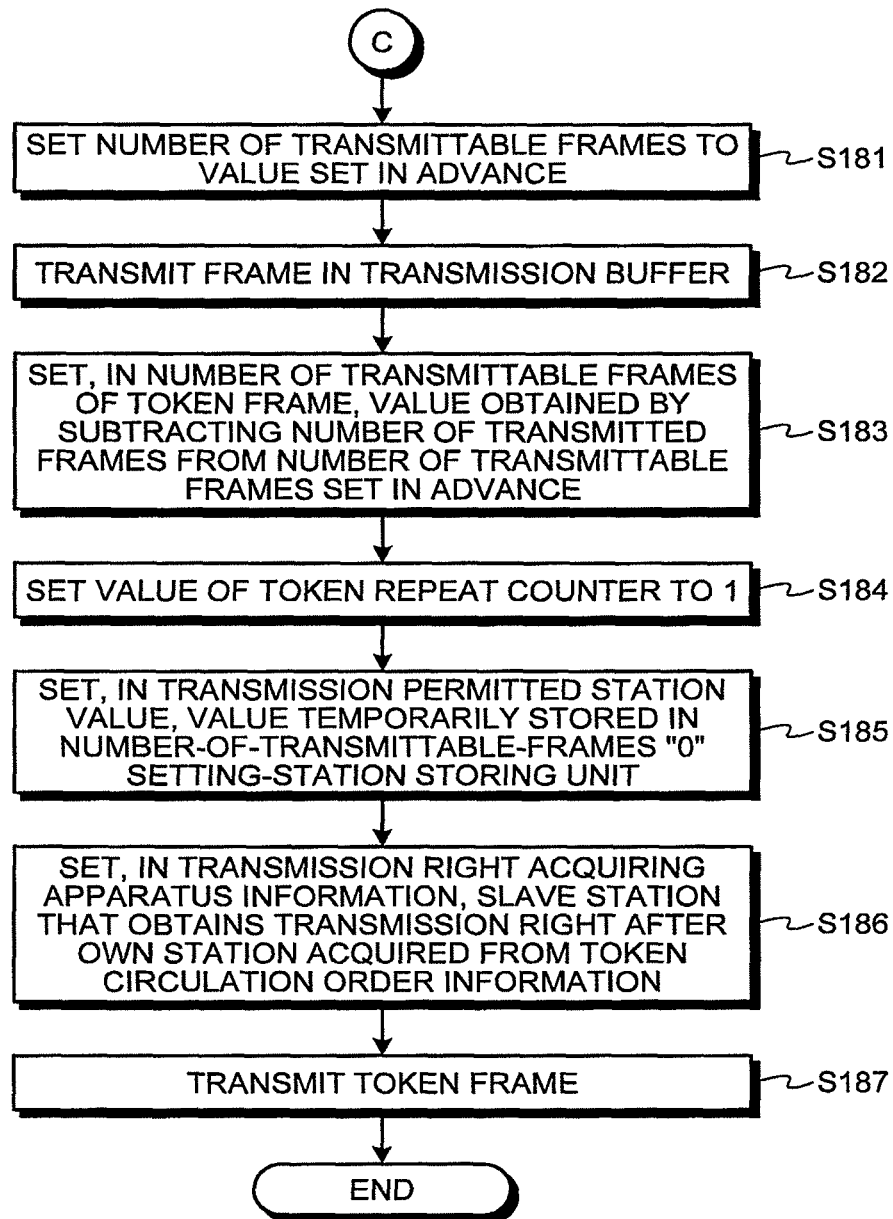 C
SET NUMBER OF TRANSMITTABLE FRAMES TO
VALUE SET IN ADVANCE
S181
TRANSMIT FRAME IN TRANSMISSION BUFFER
S182
SET, IN NUMBER OF TRANSMITTABLE FRAMES
OF TOKEN FRAME, VALUE OBTAINED BY
SUBTRACTING NUMBER OF TRANSMITTED
FRAMES FROM NUMBER OF TRANSMITTABLE
FRAMES SET IN ADVANCE
S183
SET VALUE OF TOKEN REPEAT COUNTER TO 1
S184
SET, IN TRANSMISSION PERMITTED STATION
VALUE, VALUE TEMPORARILY STORED IN
NUMBER-OF-TRANSMITTABLE-FRAMES "0"
SETTING-STATION STORING UNIT
S185
SET, IN TRANSMISSION RIGHT ACQUIRING
APPARATUS INFORMATION, SLAVE STATION
THAT OBTAINS TRANSMISSION RIGHT AFTER
OWN STATION ACQUIRED FROM TOKEN
CIRCULATION ORDER INFORMATION
S186
TRANSMIT TOKEN FRAME
S187
END